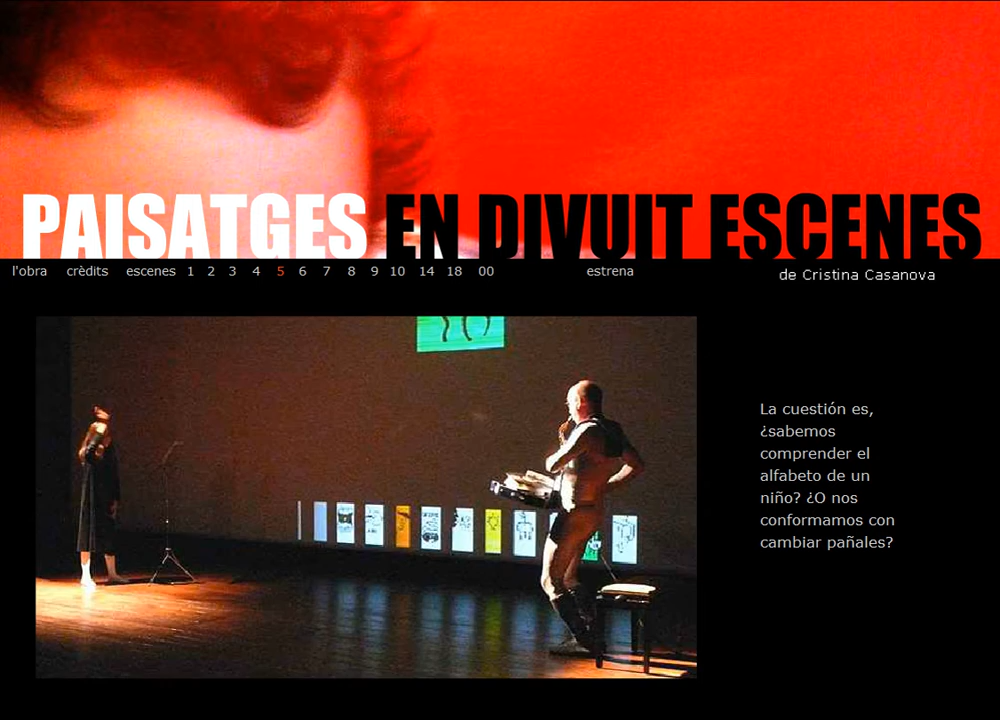 PAISATGES EN DIVUIT ESCENES
l'obra crèdits escenes 1 2 3 4 5 6 7 8 9 10 14 18 00 estrena
de Cristina Casanova
La cuestión es,
¿sabemos
comprender el
alfabeto de un
niño? ¿O nos
conformamos con
cambiar pañales?